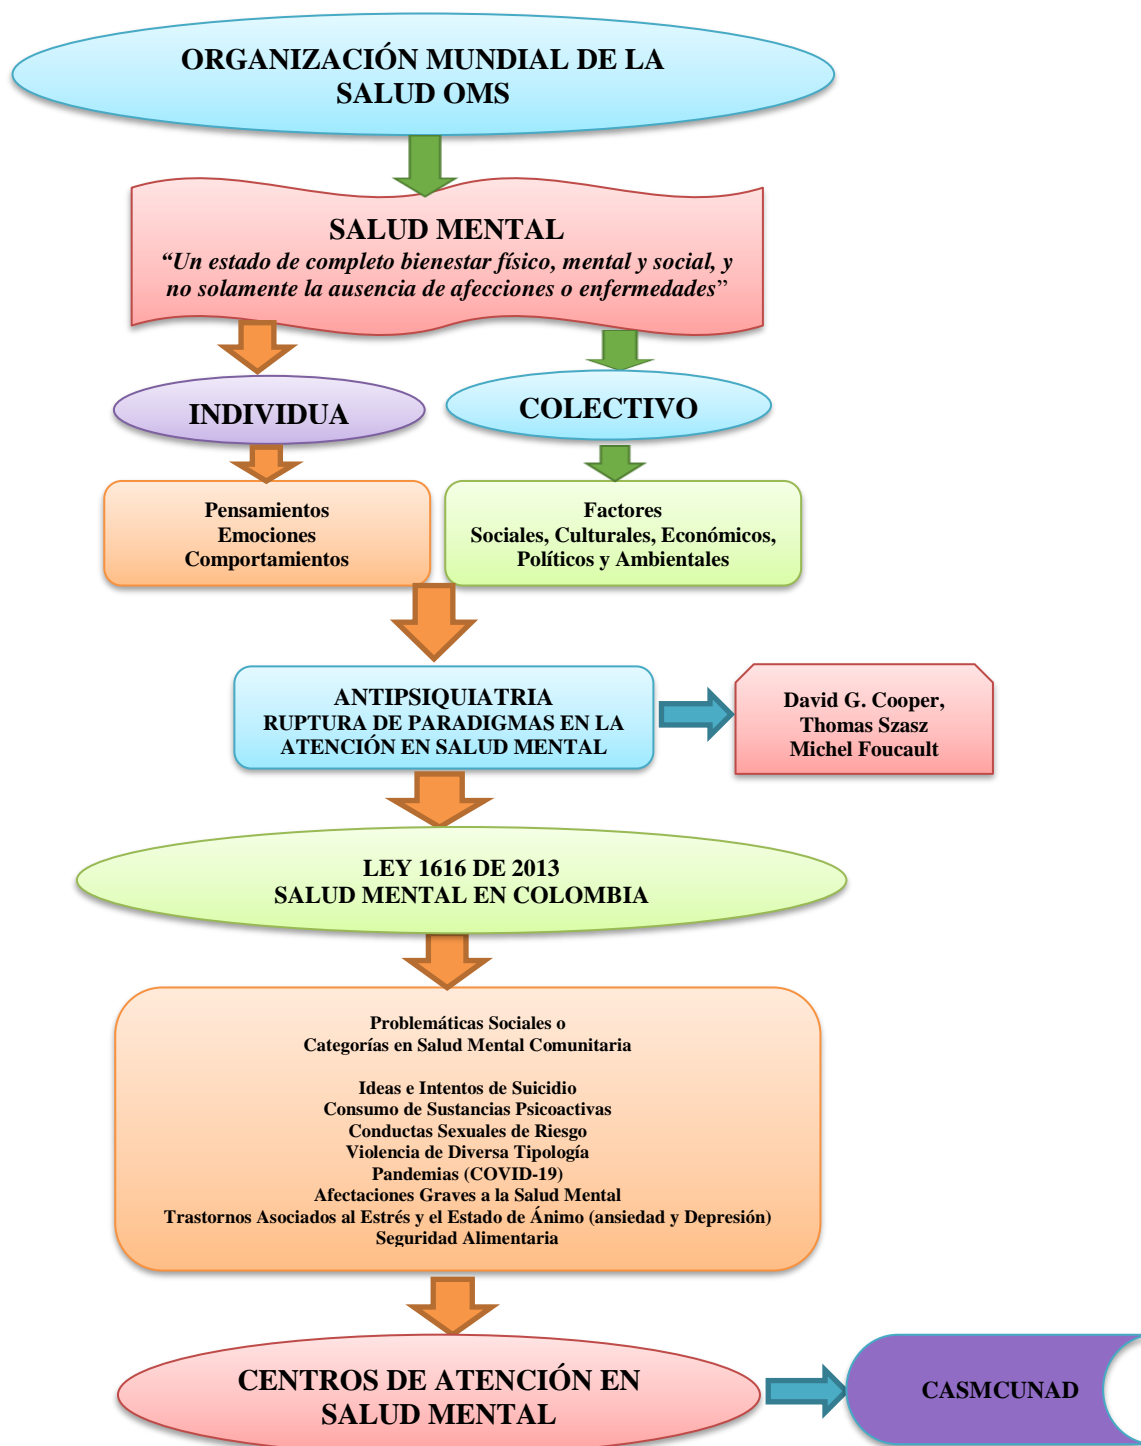 ORGANIZACIÓN MUNDIAL DE LA
SALUD OMS
SALUD MENTAL
“Un estado de completo bienestar físico, mental y social, y
no solamente la ausencia de afecciones o enfermedades”
INDIVIDUA
COLECTIVO
Pensamientos
Emociones
Comportamientos
Factores
Sociales, Culturales, Económicos,
Políticos y Ambientales
ANTIPSIQUIATRIA
RUPTURA DE PARADIGMAS EN LA
ATENCIÓN EN SALUD MENTAL
David G. Cooper,
Thomas Szasz
Michel Foucault
LEY 1616 DE 2013
SALUD MENTAL EN COLOMBIA
Problemáticas Sociales o
Categorías en Salud Mental Comunitaria
Ideas e Intentos de Suicidio
Consumo de Sustancias Psicoactivas
Conductas Sexuales de Riesgo
Violencia de Diversa Tipología
Pandemias (COVID-19)
Afectaciones Graves a la Salud Mental
Trastornos Asociados al Estrés y el Estado de Ánimo (ansiedad y Depresión)
Seguridad Alimentaria
CENTROS DE ATENCIÓN EN
SALUD MENTAL
CASMCUNAD